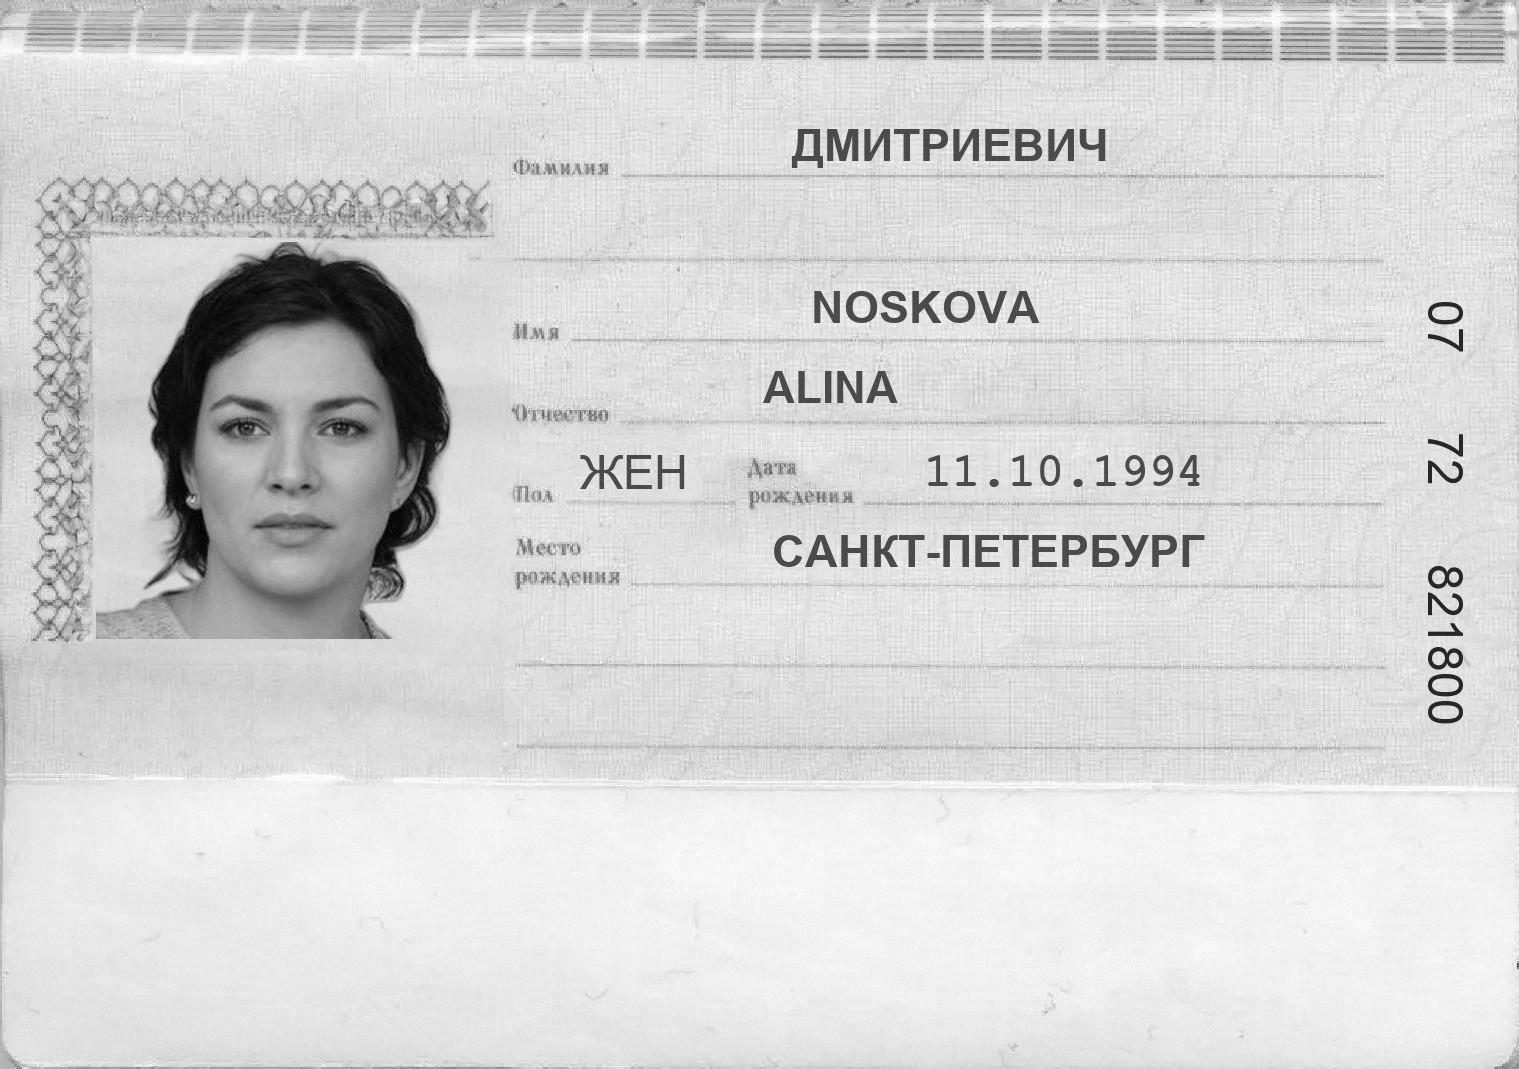 Фамилия ДМИТРИЕВИЧ
Имя NOSKOVA
Отчество ALINA
Пол ЖЕН Дата рождения 11.10.1994
Место рождения САНКТ-ПЕТЕРБУРГ
07 72 821800